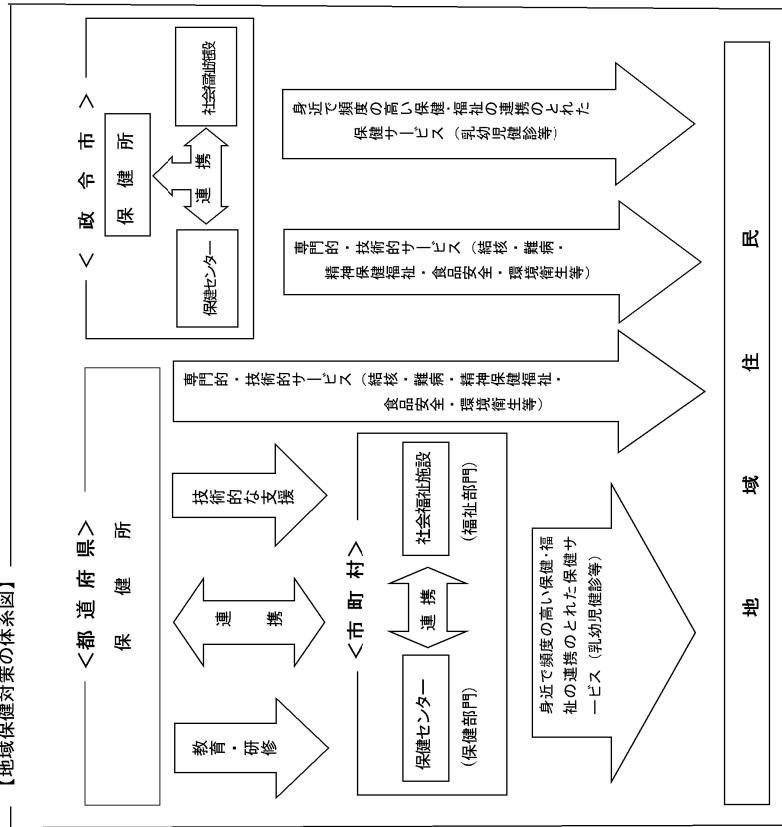 【地域保健対策の体系図】
＜都道府県＞
保健所
教育・研修
連携
技術的な支援
専門的・技術的サービス（結核・難病・精神保健福祉・
食品安全・環境衛生等）
＜市町村＞
保健センター
（保健部門）
連携
社会福祉施設
（福祉部門）
身近で頻度の高い保健・福
祉の連携のとれた保健サ
ービス（乳幼児健診等）
＜政令市＞
保健所
保健センター
連携
社会福祉施設
専門的・技術的サービス（結核・難病・
精神保健福祉・食品安全・環境衛生等）
身近で頻度の高い保健・福祉の連携のとれた
保健サービス（乳幼児健診等）
地域住民